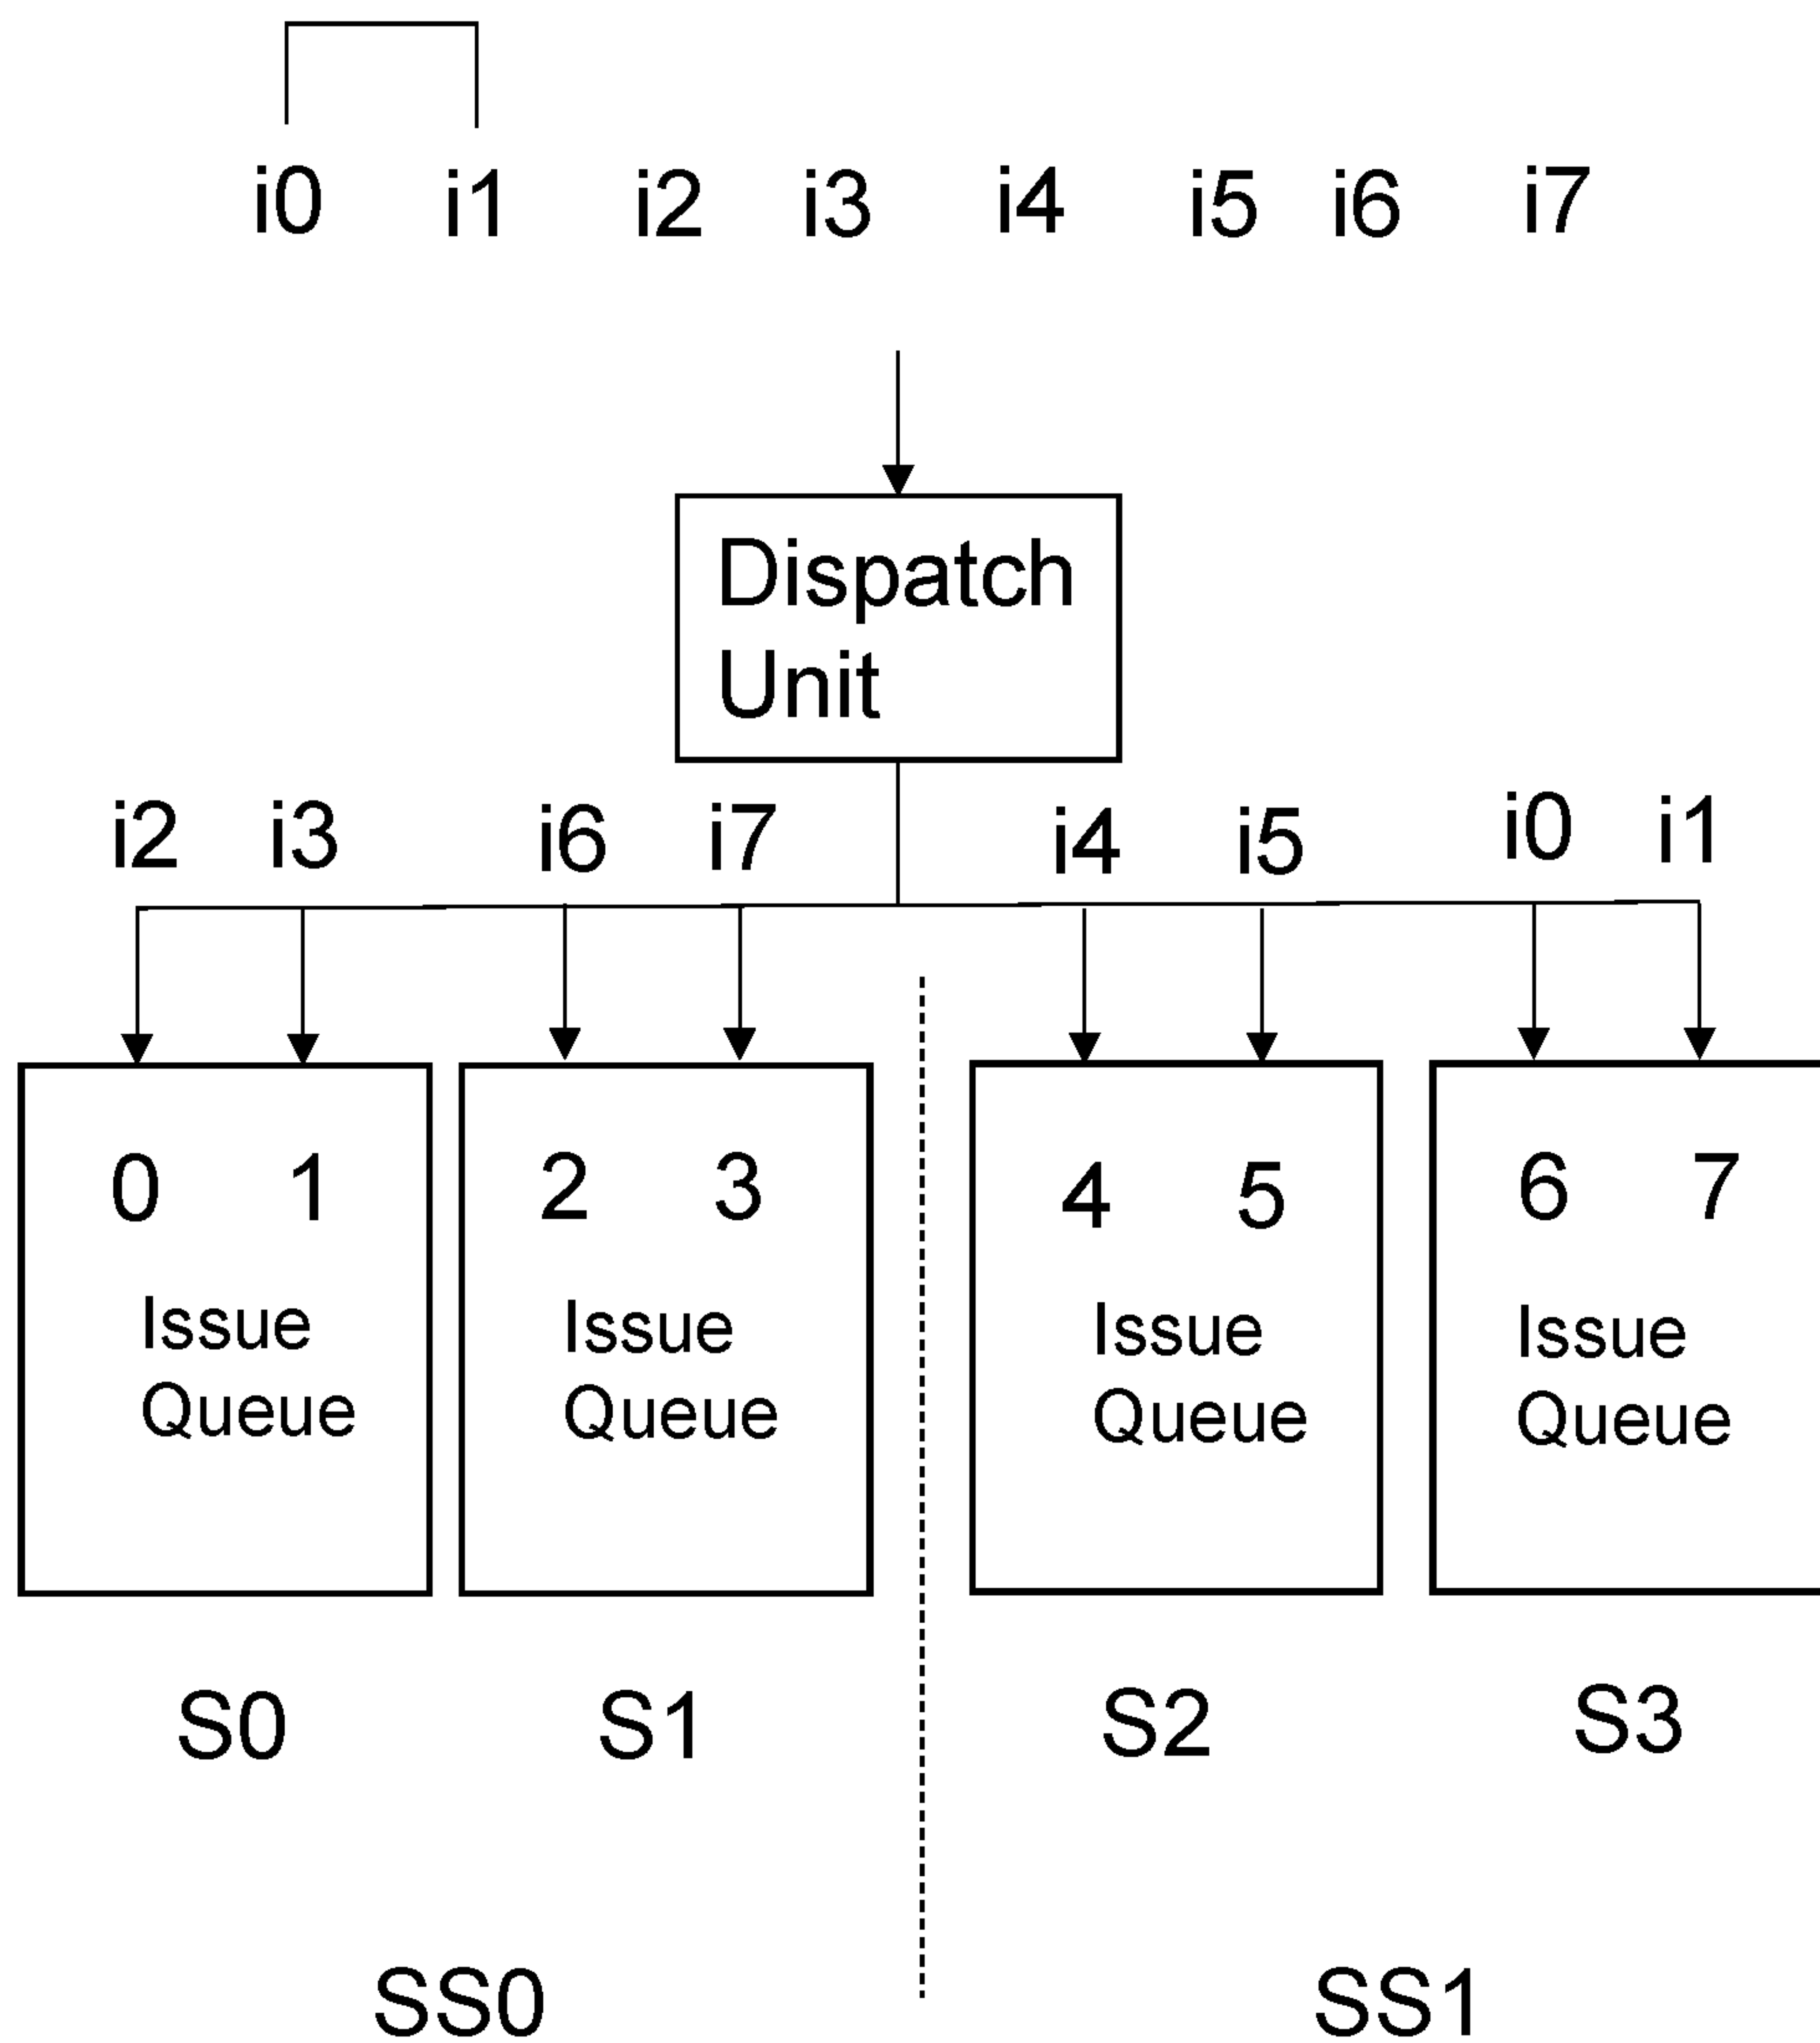 i0 i1 i2 i3 i4 i5 i6 i7
Dispatch
Unit
i2 i3 i6 i7 i4 i5 i0 i1
0 1 2 3 4 5 6 7
Issue Issue Issue Issue
Queue Queue Queue Queue
S0 S1 S2 S3
SS0 SS1